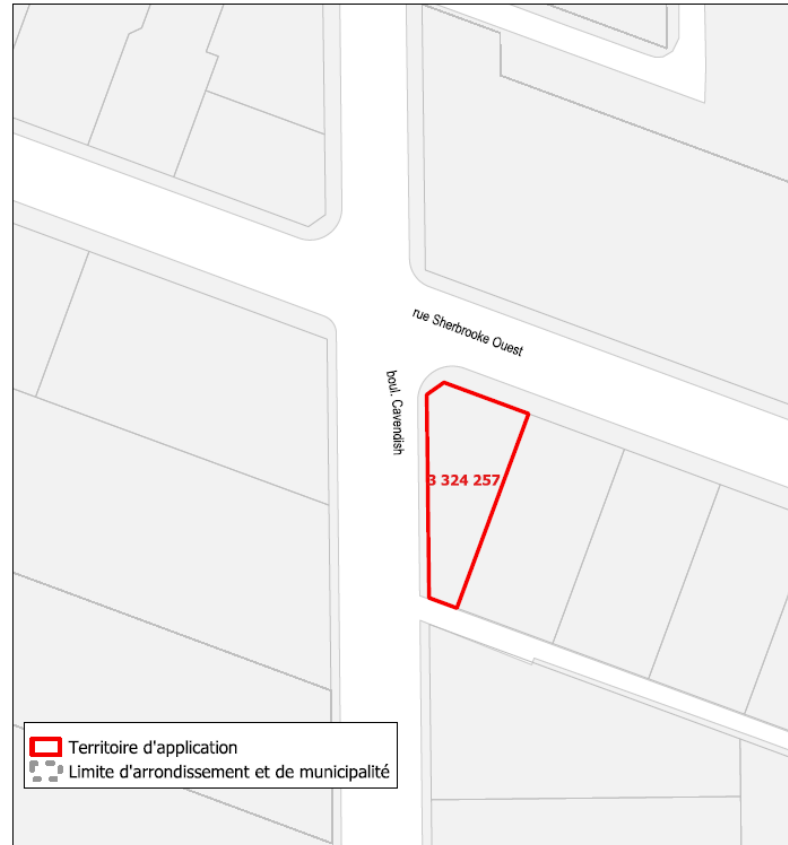 rue Sherbrooke Ouest
boul. Cavendish
3 324 257
Territoire d'application
Limite d'arrondissement et de municipalité